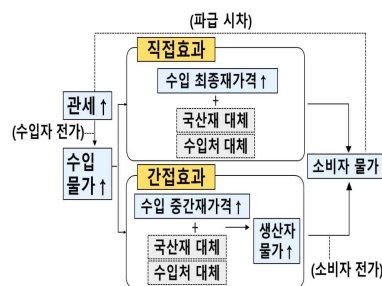 (파급 시차)
직접효과
관세↑
수입 최종재가격↑
+
국산재 대체
수입처 대체
(수입자 전가)
수입
물가↑
소비자 물가↑
간접효과
수입 중간재가격↑
+
국산재 대체
수입처 대체
생산자
물가↑
(소비자 전가)